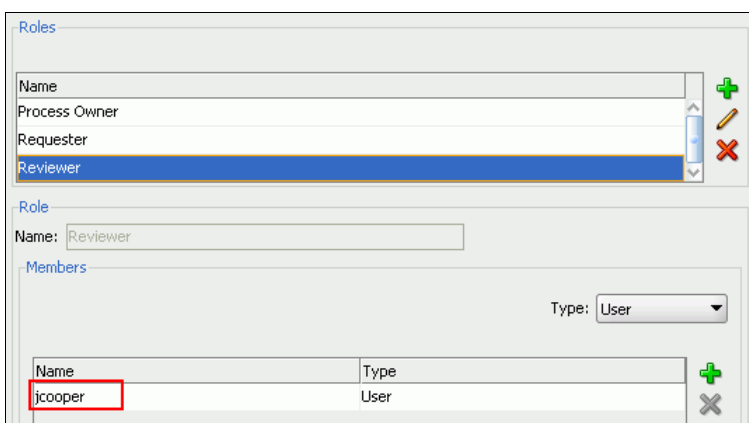 Roles
Name
Process Owner
Requester
Reviewer
Role
Name: Reviewer
Members
Type: User
Name Type
jcooper User